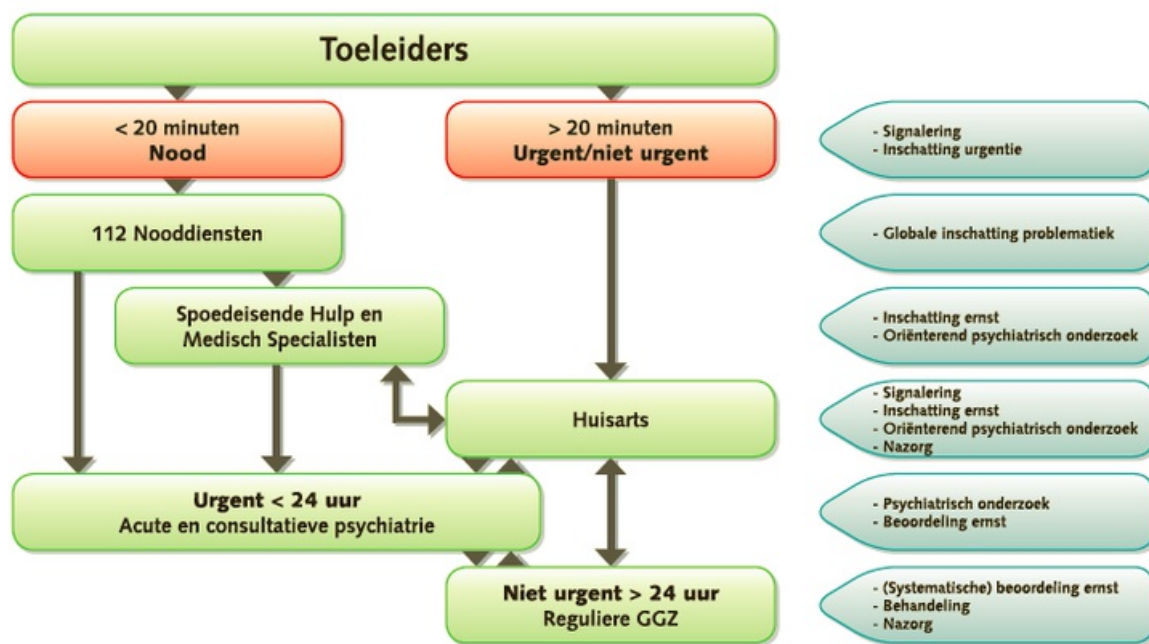 Toeleiders
< 20 minuten
Nood
> 20 minuten
Urgent/niet urgent
- Signalering
- Inschatting urgentie
112 Nooddiensten
- Globale inschatting problematiek
Spoedeisende Hulp en
Medisch Specialisten
- Inschatting ernst
- Oriënterend psychiatrisch onderzoek
Huisarts
- Signalering
- Inschatting ernst
- Oriënterend psychiatrisch onderzoek
- Nazorg
Urgent < 24 uur
Acute en consultatieve psychiatrie
- Psychiatrisch onderzoek
- Beoordeling ernst
Niet urgent > 24 uur
Reguliere GGZ
- (Systematische) beoordeling ernst
- Behandeling
- Nazorg